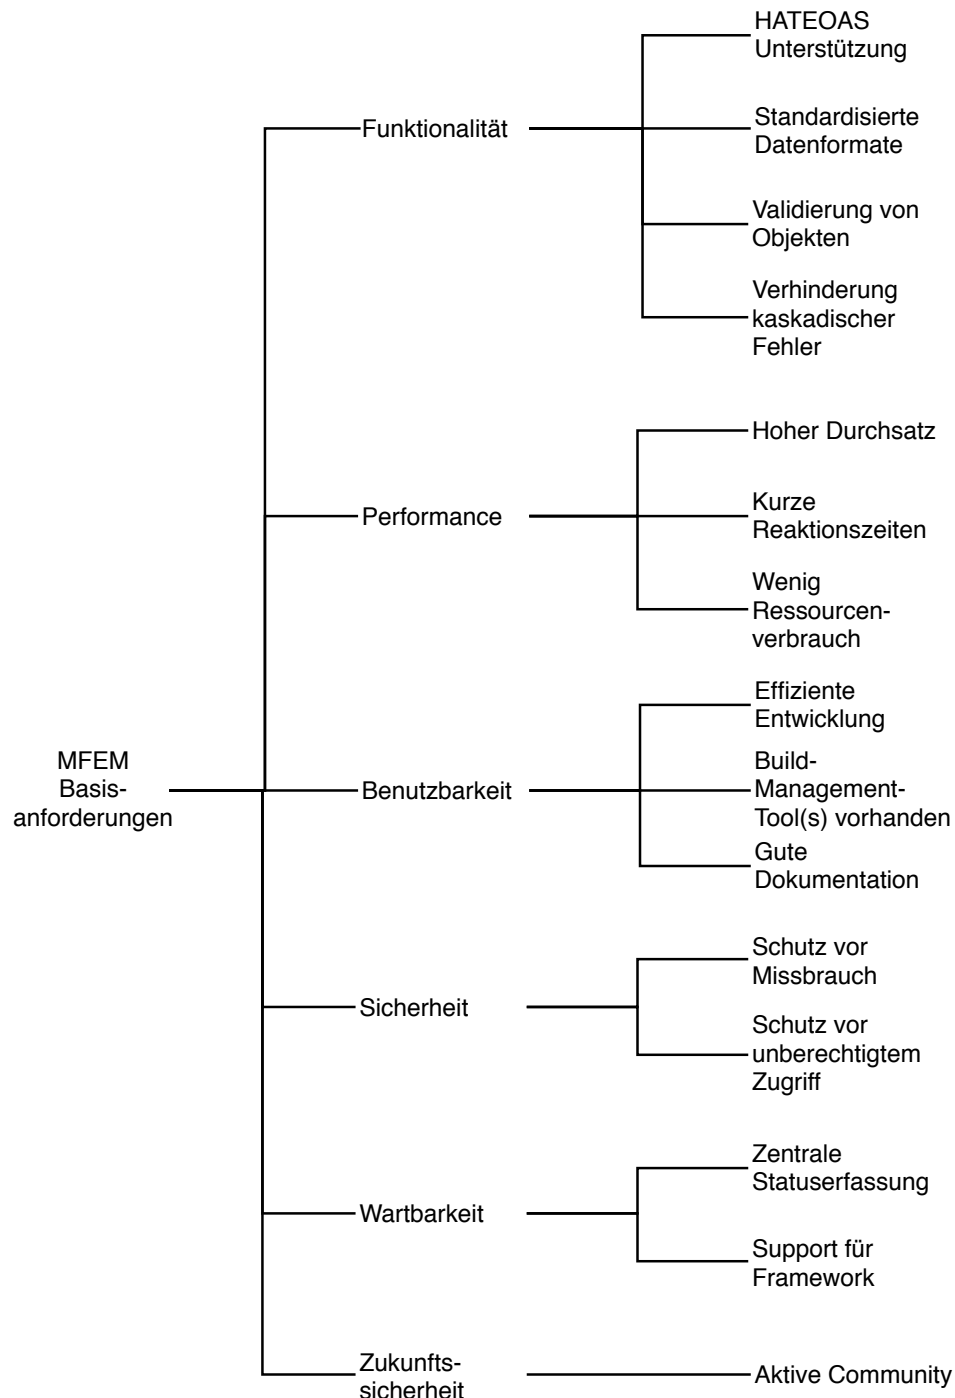 MFEM
Basis-
anforderungen
Funktionalität
HATEOAS
Unterstützung
Standardisierte
Datenformate
Validierung von
Objekten
Verhinderung
kaskadischer
Fehler
Performance
Hoher Durchsatz
Kurze
Reaktionszeiten
Wenig
Ressourcen-
verbrauch
Benutzbarkeit
Effiziente
Entwicklung
Build-
Management-
Tool(s) vorhanden
Gute
Dokumentation
Sicherheit
Schutz vor
Missbrauch
Schutz vor
unberechtigtem
Zugriff
Wartbarkeit
Zentrale
Statuserfassung
Support für
Framework
Zukunfts-
sicherheit
Aktive Community